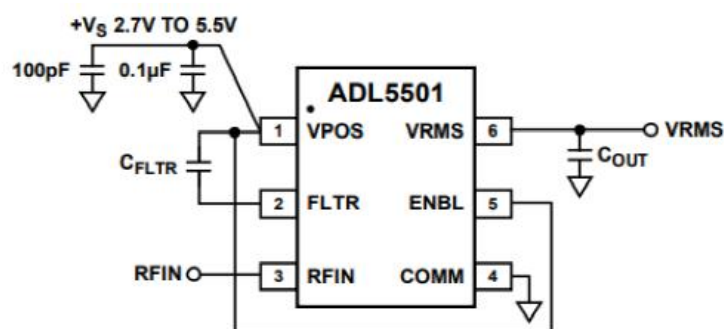 +VS 2.7V TO 5.5V
100pF 0.1µF
ADL5501
1 VPOS VRMS 6 VRMS
CFLTR COUT
2 FLTR ENBL 5
RFIN 3 RFIN COMM 4